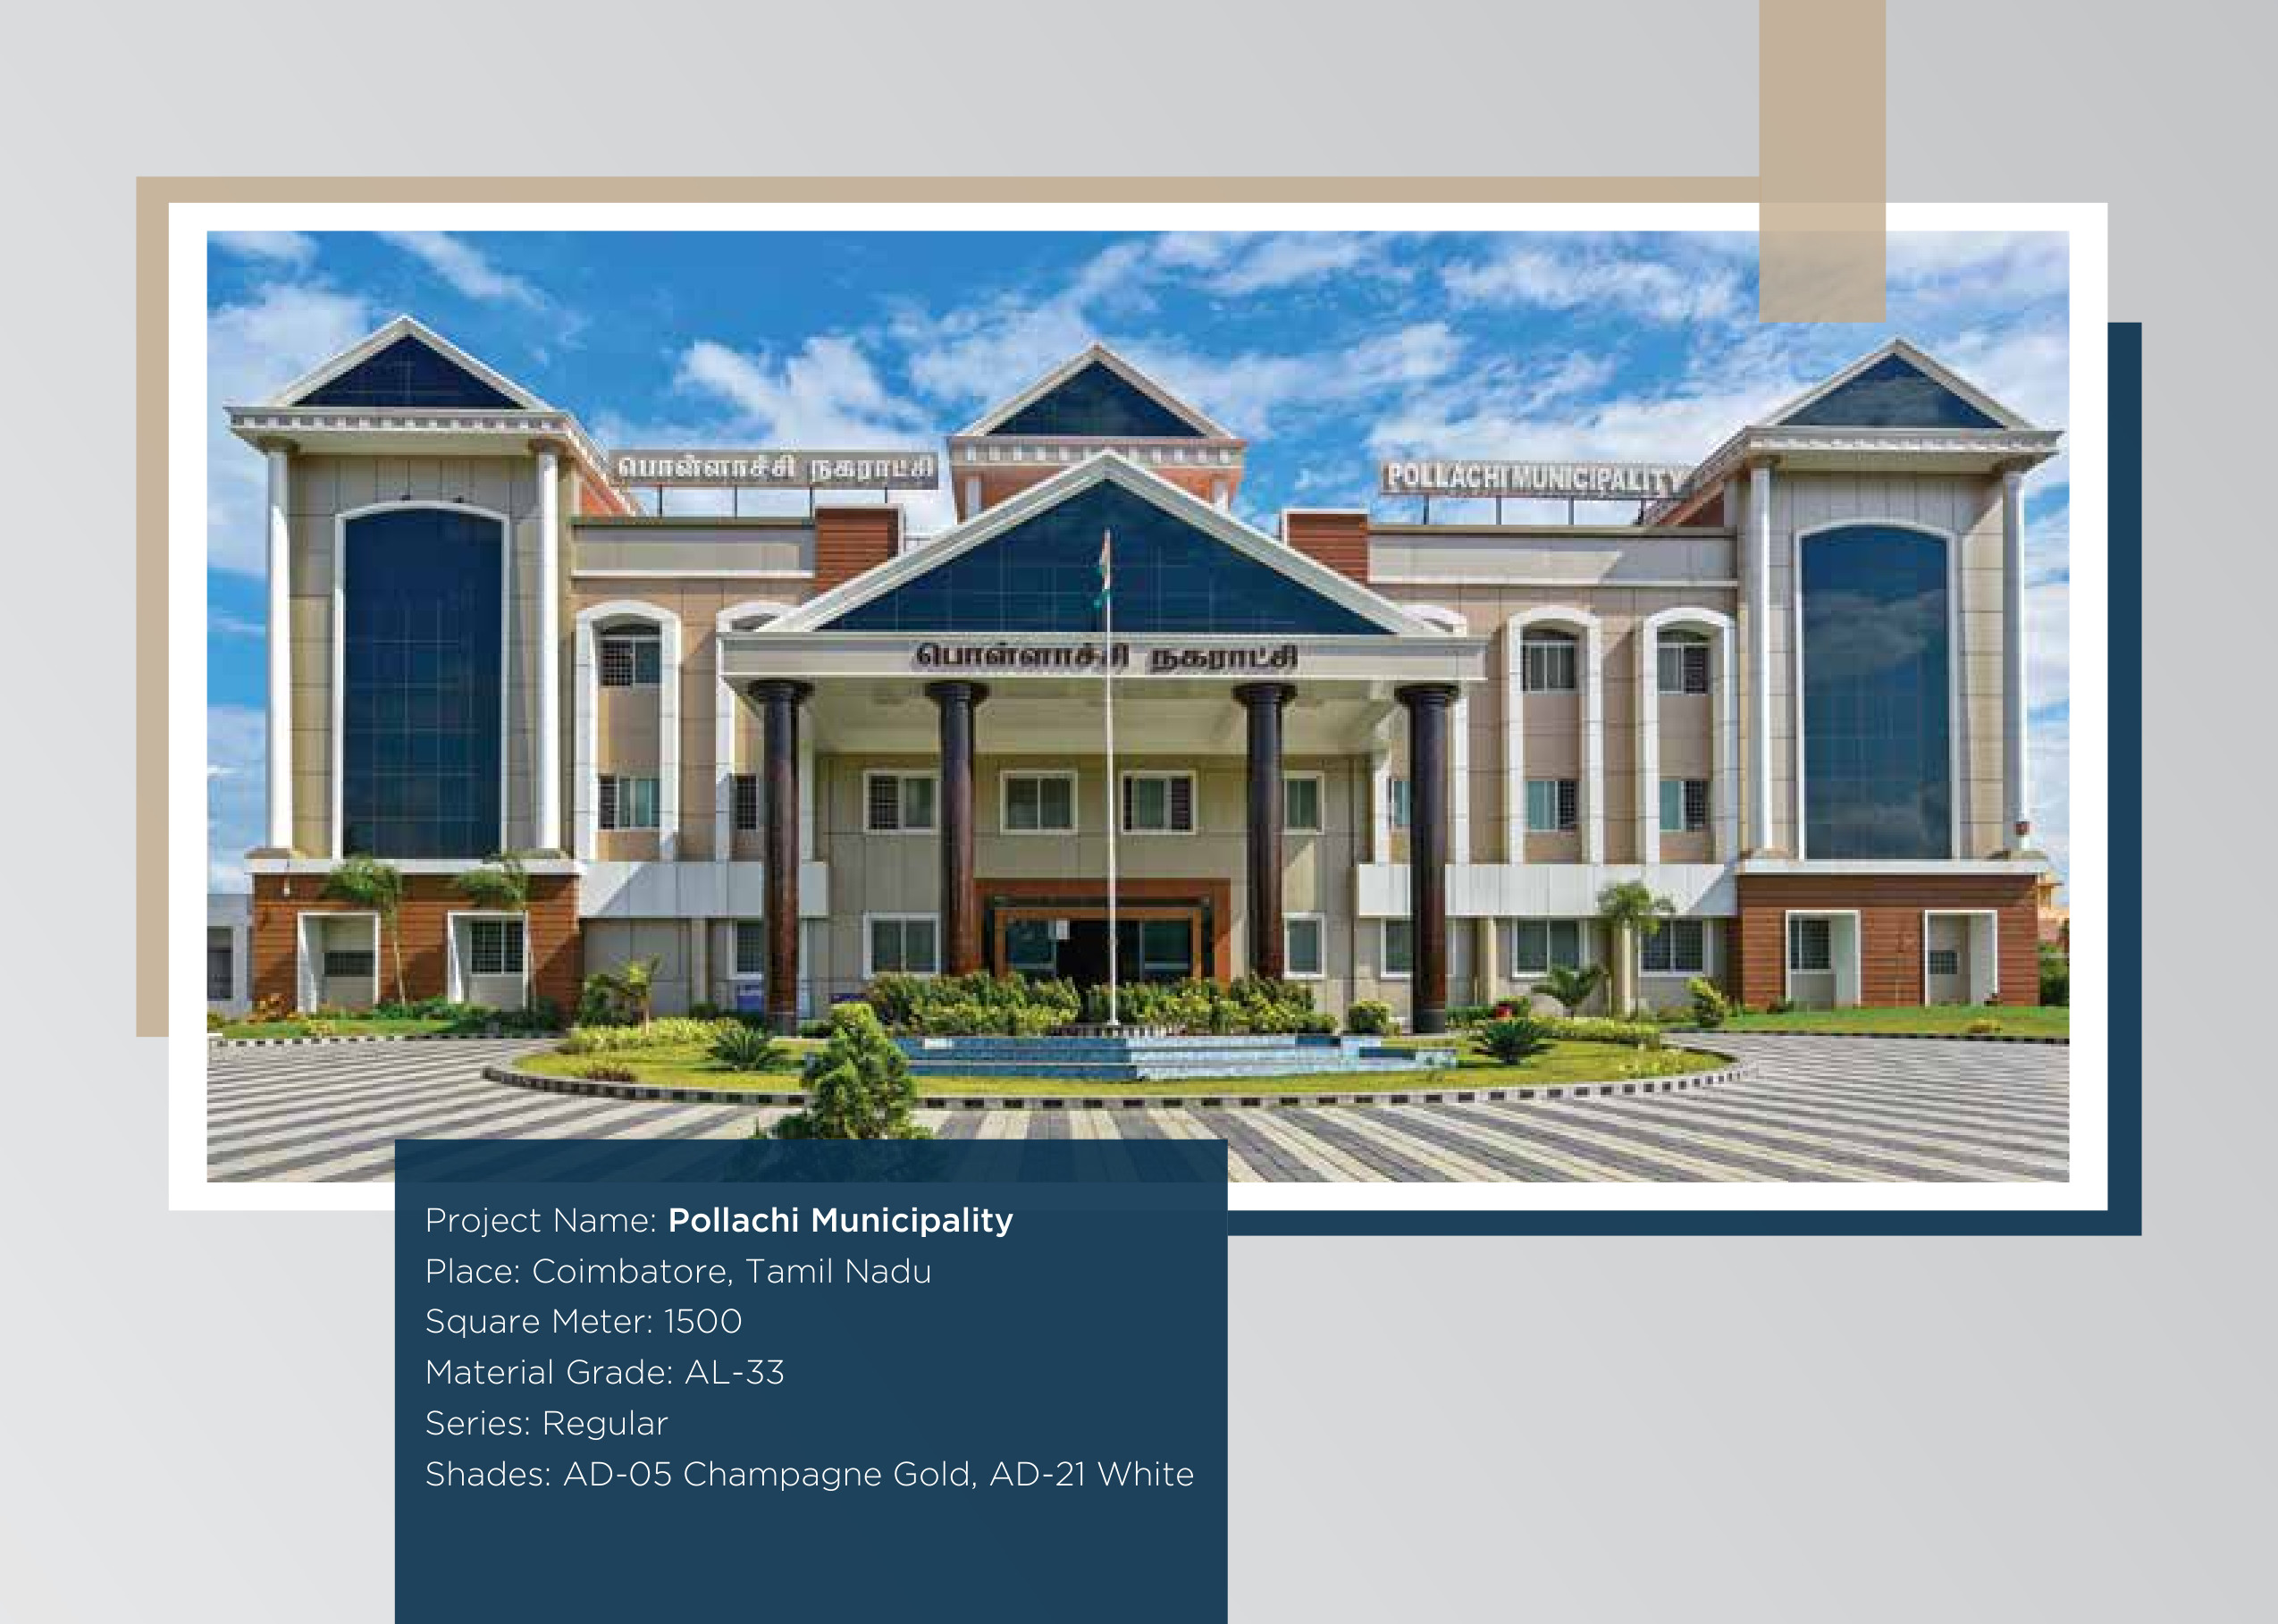 பொள்ளாச்சி நகராட்சி
POLLACHI MUNICIPALITY
பொள்ளாச்சி நகராட்சி
Project Name: Pollachi Municipality
Place: Coimbatore, Tamil Nadu
Square Meter: 1500
Material Grade: AL-33
Series: Regular
Shades: AD-05 Champagne Gold, AD-21 White